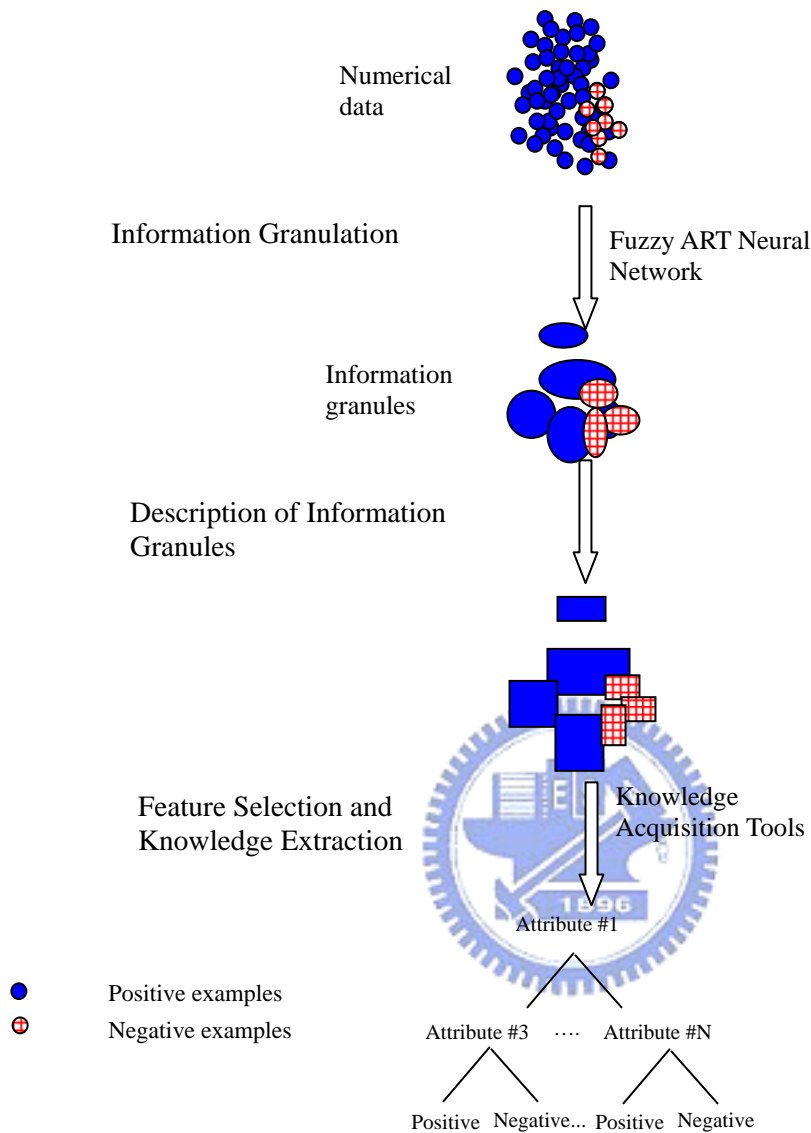 Numerical
data
Information Granulation
Fuzzy ART Neural
Network
Information
granules
Description of Information
Granules
Feature Selection and
Knowledge Extraction
Knowledge
Acquisition Tools
1896
Attribute #1
Positive examples
Negative examples
Attribute #3 .... Attribute #N
Positive Negative... Positive Negative